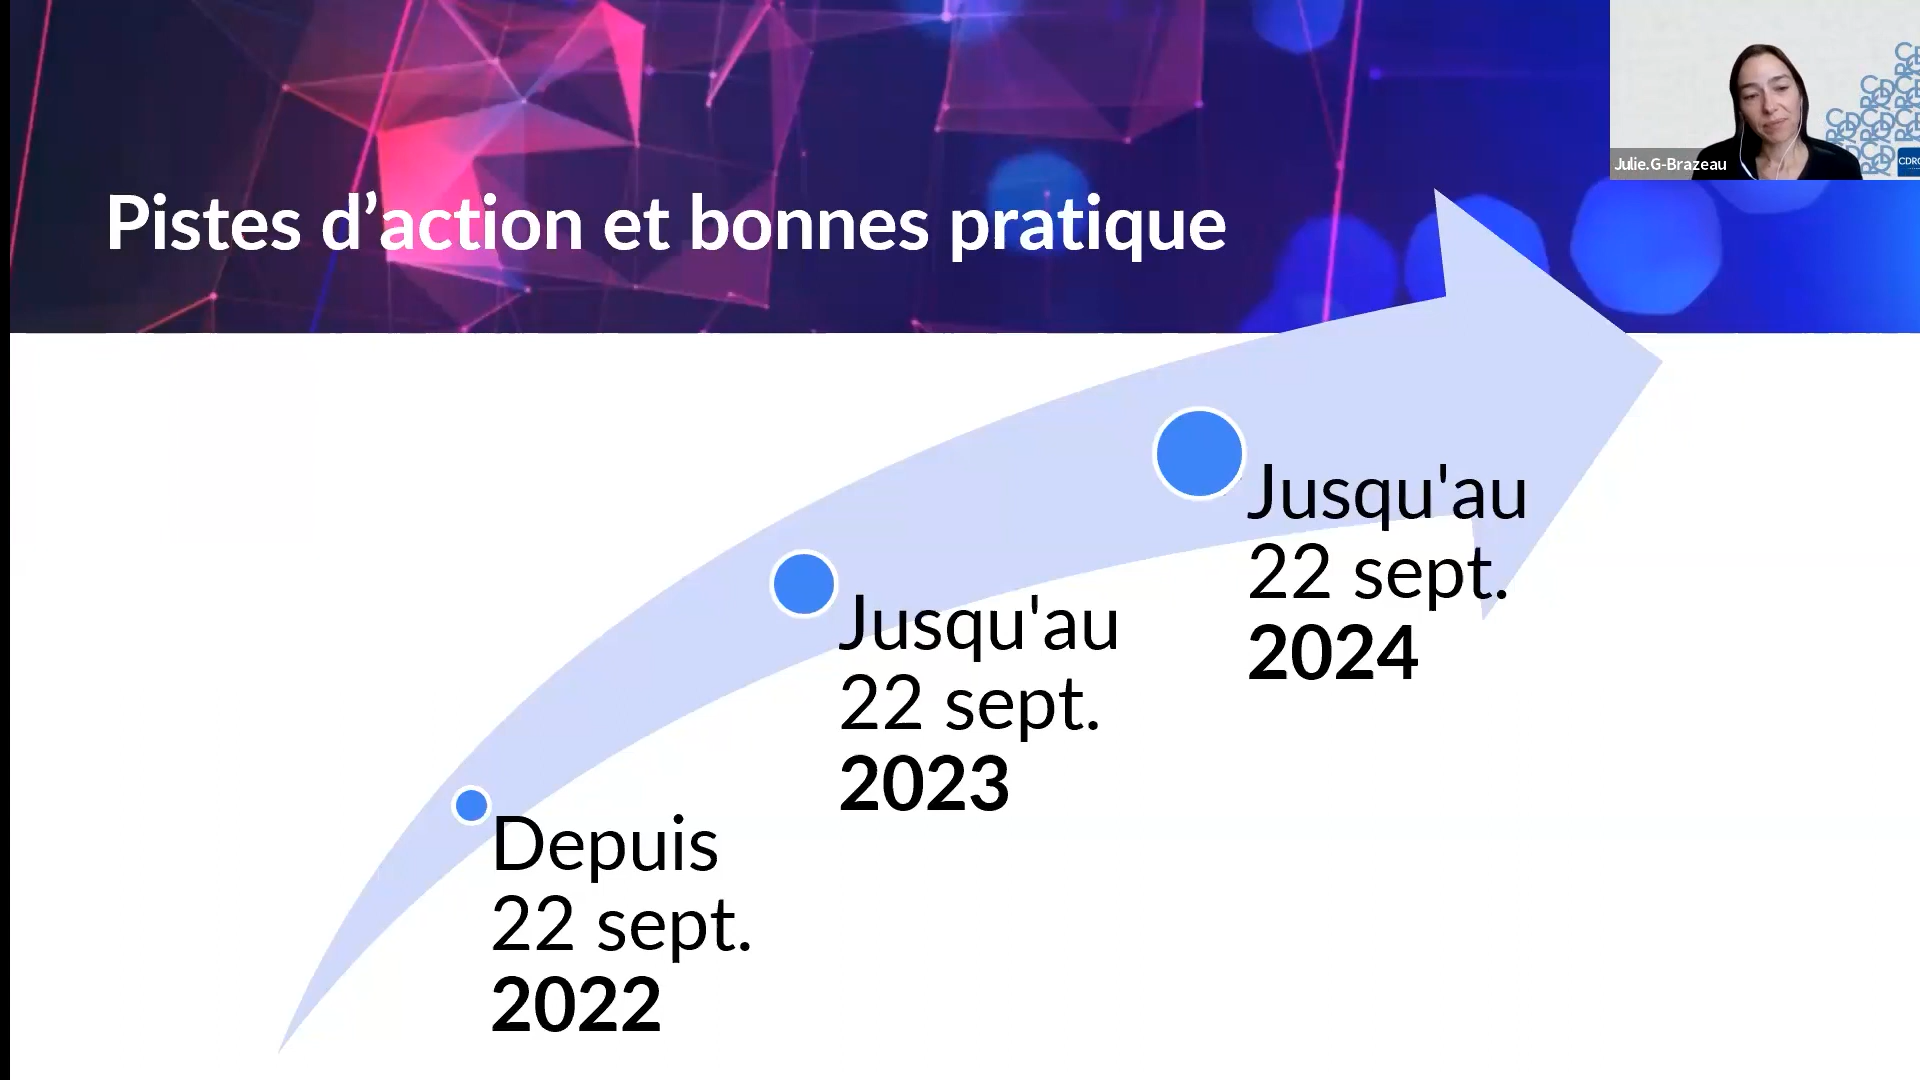 Pistes d’action et bonnes pratique
Julie.G-Brazeau
Jusqu'au
22 sept.
2024
Jusqu'au
22 sept.
2023
Depuis
22 sept.
2022